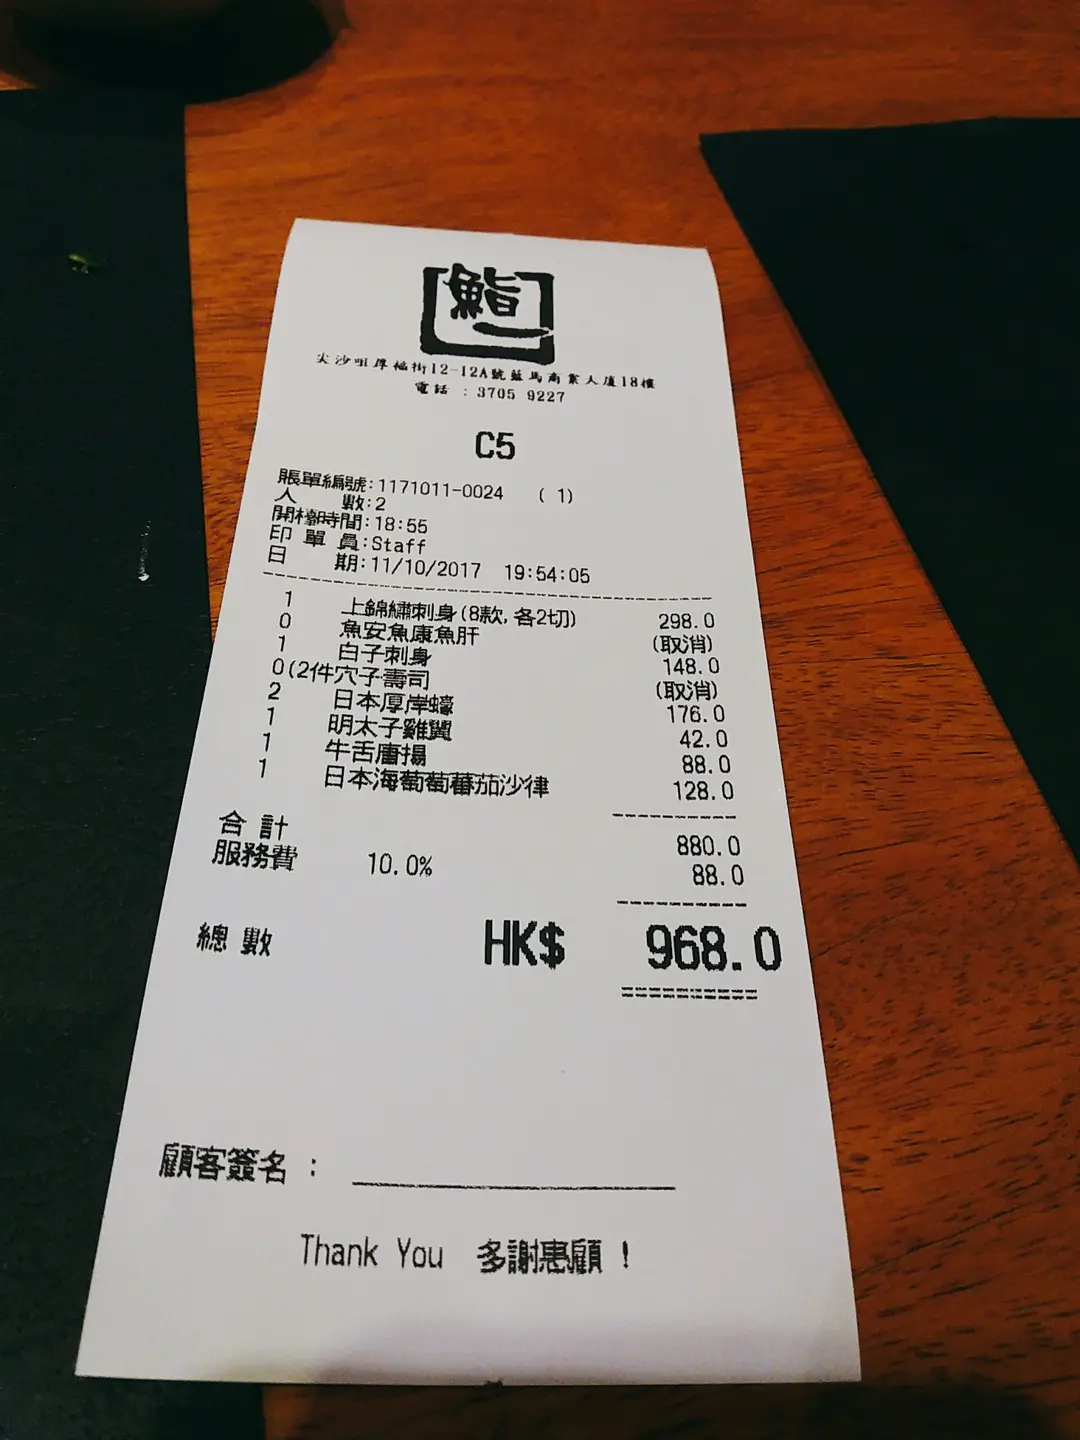 鮨一
尖沙咀厚福街12-12A號藍馬商業大廈18樓
電話 : 3705 9227
C5
賬單編號:1171011-0024 ( 1)
人 數:2
開檯時間:18:55
印 單 員:Staff
日 期:11/10/2017 19:54:05
1 上錦繡刺身(8款,各2切) 298.0
0 魚安魚康魚肝 (取消)
1 白子刺身 148.0
0 (2件穴子壽司 (取消)
2 日本厚岸蠔 176.0
1 明太子雞翼 42.0
1 牛舌唐揚 88.0
1 日本海葡萄蕃茄沙律 128.0
合 計 880.0
服務費 10.0% 88.0
總 數 HK$ 968.0
顧客簽名 :
Thank You 多謝惠顧 !